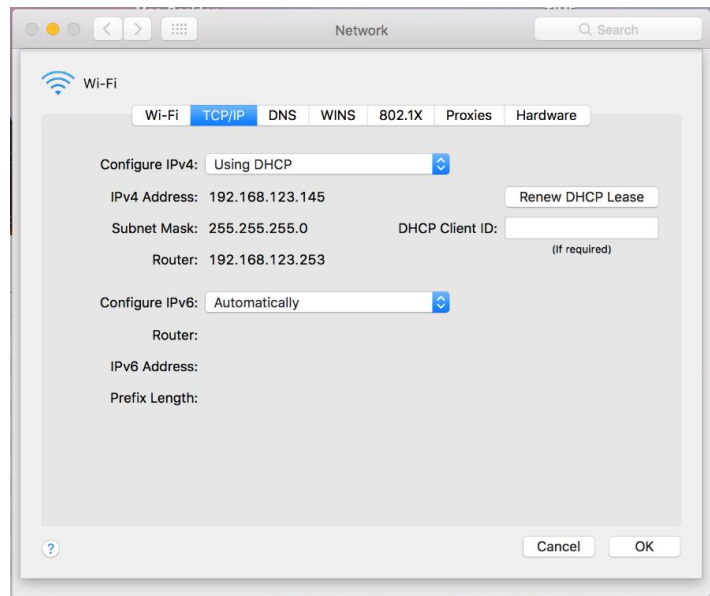 Network
Search
Wi-Fi
Wi-Fi TCP/IP DNS WINS 802.1X Proxies Hardware
Configure IPv4: Using DHCP
IPv4 Address: 192.168.123.145 Renew DHCP Lease
Subnet Mask: 255.255.255.0 DHCP Client ID:
(If required)
Router: 192.168.123.253
Configure IPv6: Automatically
Router:
IPv6 Address:
Prefix Length:
? Cancel OK